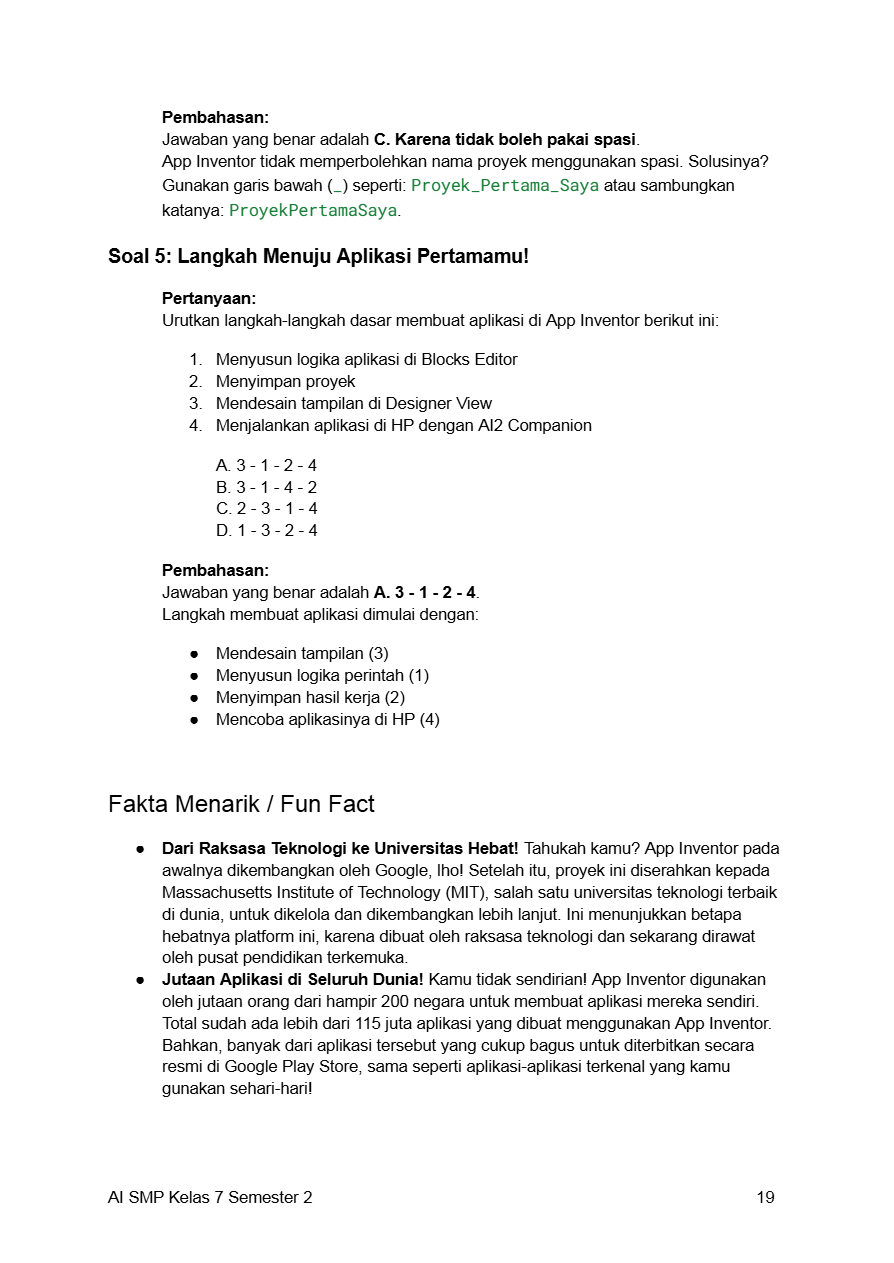 Pembahasan:
Jawaban yang benar adalah C. Karena tidak boleh pakai spasi.
App Inventor tidak memperbolehkan nama proyek menggunakan spasi. Solusinya?
Gunakan garis bawah (_) seperti: Proyek_Pertama_Saya atau sambungkan
katanya: ProyekPertamaSaya.
Soal 5: Langkah Menuju Aplikasi Pertamamu!
Pertanyaan:
Urutkan langkah-langkah dasar membuat aplikasi di App Inventor berikut ini:
1. Menyusun logika aplikasi di Blocks Editor
2. Menyimpan proyek
3. Mendesain tampilan di Designer View
4. Menjalankan aplikasi di HP dengan AI2 Companion
A. 3 - 1 - 2 - 4
B. 3 - 1 - 4 - 2
C. 2 - 3 - 1 - 4
D. 1 - 3 - 2 - 4
Pembahasan:
Jawaban yang benar adalah A. 3 - 1 - 2 - 4.
Langkah membuat aplikasi dimulai dengan:
● Mendesain tampilan (3)
● Menyusun logika perintah (1)
● Menyimpan hasil kerja (2)
● Mencoba aplikasinya di HP (4)
Fakta Menarik / Fun Fact
● Dari Raksasa Teknologi ke Universitas Hebat! Tahukah kamu? App Inventor pada
awalnya dikembangkan oleh Google, lho! Setelah itu, proyek ini diserahkan kepada
Massachusetts Institute of Technology (MIT), salah satu universitas teknologi terbaik
di dunia, untuk dikelola dan dikembangkan lebih lanjut. Ini menunjukkan betapa
hebatnya platform ini, karena dibuat oleh raksasa teknologi dan sekarang dirawat
oleh pusat pendidikan terkemuka.
● Jutaan Aplikasi di Seluruh Dunia! Kamu tidak sendirian! App Inventor digunakan
oleh jutaan orang dari hampir 200 negara untuk membuat aplikasi mereka sendiri.
Total sudah ada lebih dari 115 juta aplikasi yang dibuat menggunakan App Inventor.
Bahkan, banyak dari aplikasi tersebut yang cukup bagus untuk diterbitkan secara
resmi di Google Play Store, sama seperti aplikasi-aplikasi terkenal yang kamu
gunakan sehari-hari!
AI SMP Kelas 7 Semester 2 19